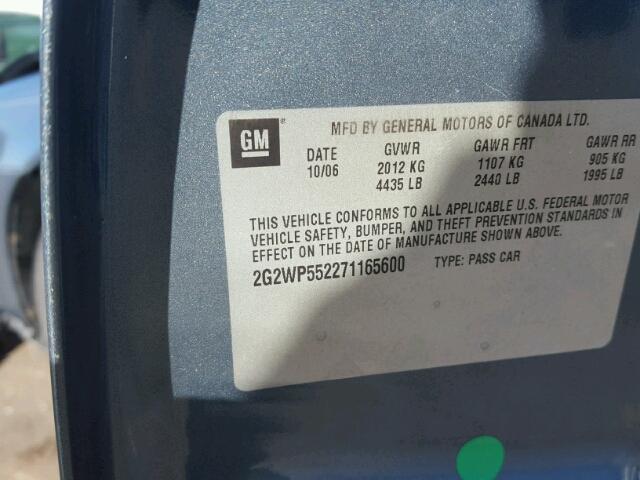 GM ®
MFD BY GENERAL MOTORS OF CANADA LTD.
DATE GVWR GAWR FRT GAWR RR
10/06 2012 KG 1107 KG 905 KG
4435 LB 2440 LB 1995 LB
THIS VEHICLE CONFORMS TO ALL APPLICABLE U.S. FEDERAL MOTOR
VEHICLE SAFETY, BUMPER, AND THEFT PREVENTION STANDARDS IN
EFFECT ON THE DATE OF MANUFACTURE SHOWN ABOVE.
2G2WP552271165600 TYPE: PASS CAR